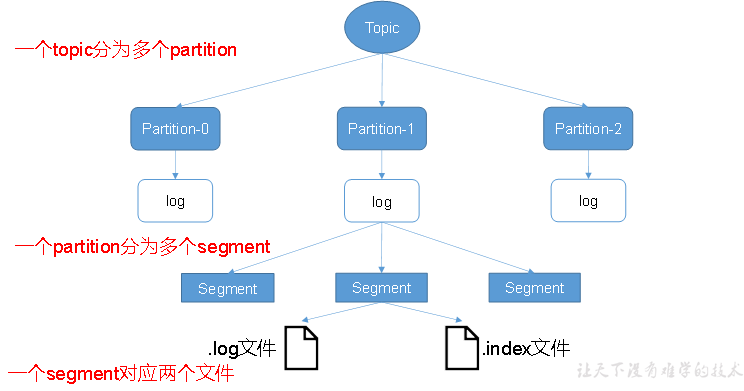 Topic
一个topic分为多个partition
Partition-0
Partition-1
Partition-2
log
log
log
一个partition分为多个segment
Segment
Segment
Segment
.log文件
.index文件
一个segment对应两个文件
让天下没有难学的技术